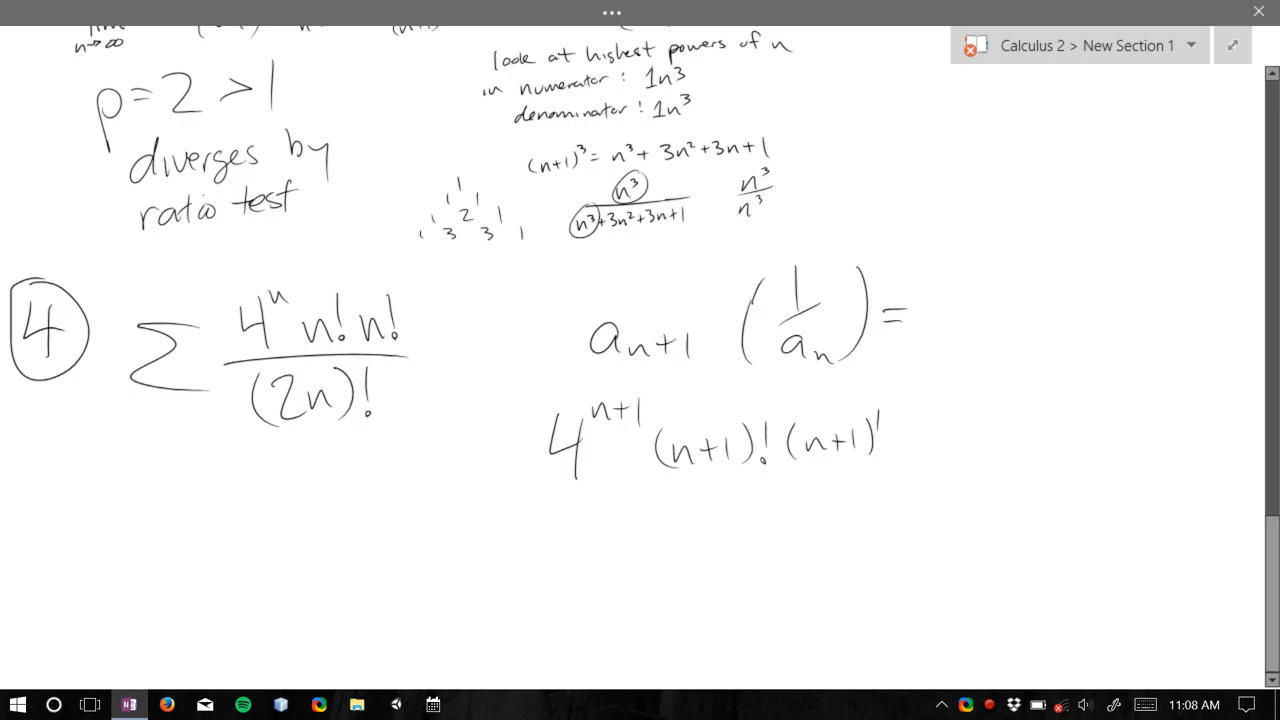 n→∞
ρ=2>1
diverges by
ratio test
look at highest powers of n
in numerator : 1n³
denominator : 1n³
(n+1)³ = n³ + 3n² + 3n + 1
1
1 1
1 2 1
1 3 3 1
n³/(n³+3n²+3n+1)
n³/n³
4
Σ 4ⁿ n! n! / (2n)!
aₙ₊₁ (1/aₙ) =
4ⁿ⁺¹ (n+1)! (n+1)'
Calculus 2 > New Section 1
11:08 AM